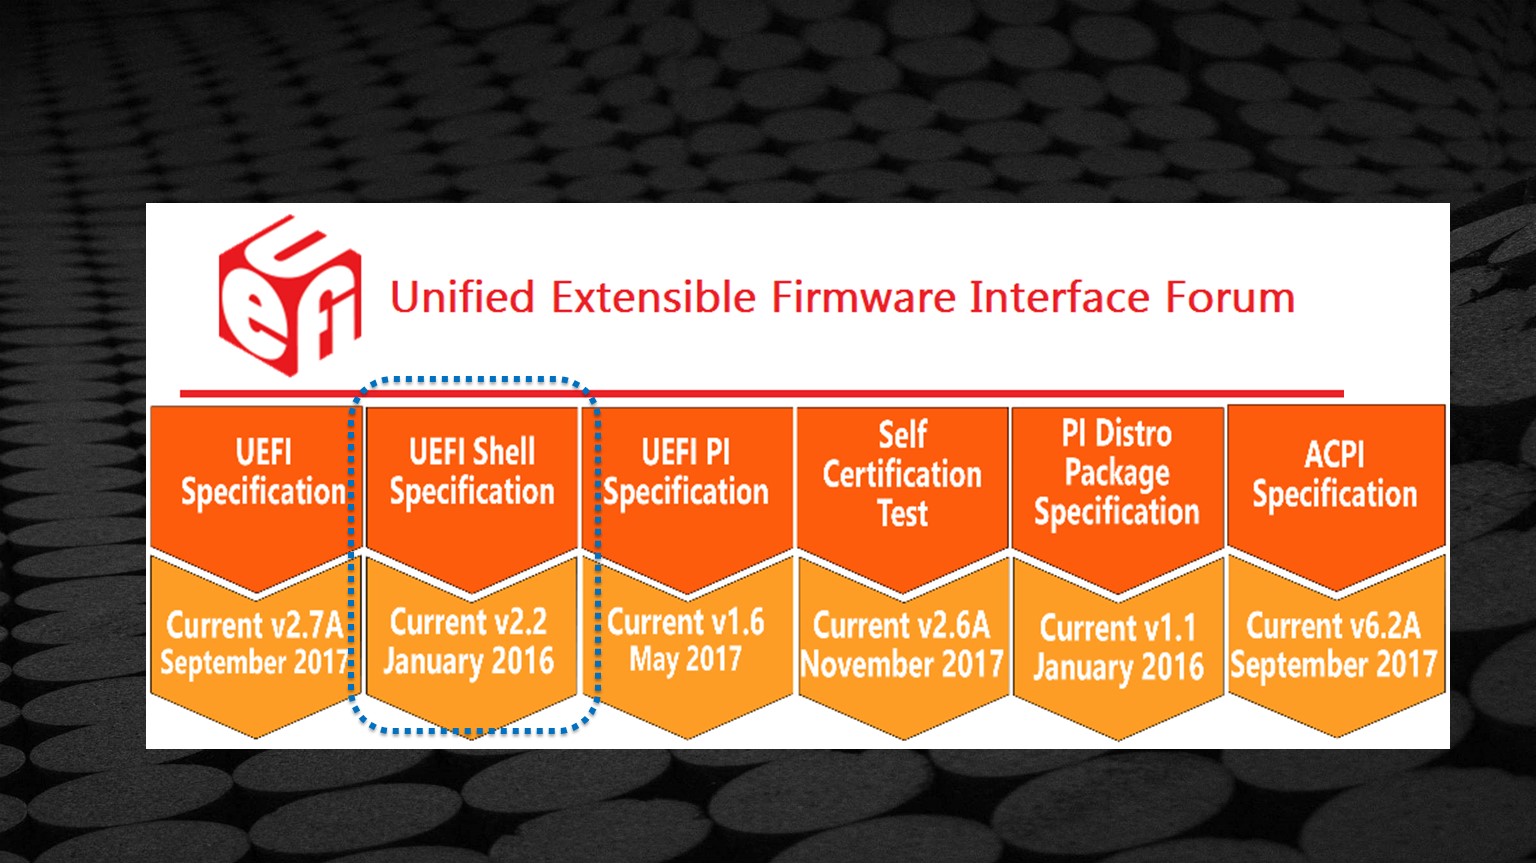 uefi
Unified Extensible Firmware Interface Forum
UEFI
Specification
Current v2.7A
September 2017
UEFI Shell
Specification
Current v2.2
January 2016
UEFI PI
Specification
Current v1.6
May 2017
Self
Certification
Test
Current v2.6A
November 2017
PI Distro
Package
Specification
Current v1.1
January 2016
ACPI
Specification
Current v6.2A
September 2017